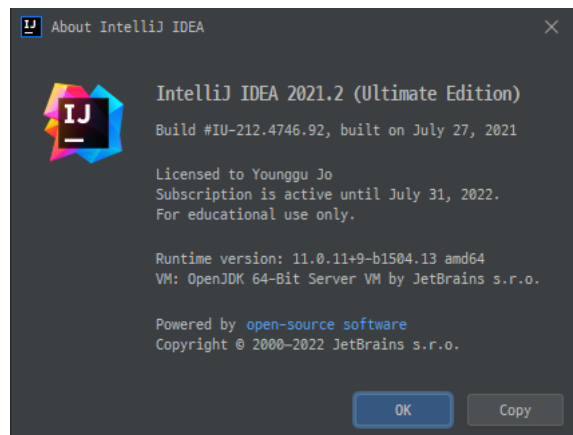 IJ About IntelliJ IDEA
IJ
IntelliJ IDEA 2021.2 (Ultimate Edition)
Build #IU-212.4746.92, built on July 27, 2021
Licensed to Younggu Jo
Subscription is active until July 31, 2022.
For educational use only.
Runtime version: 11.0.11+9-b1504.13 amd64
VM: OpenJDK 64-Bit Server VM by JetBrains s.r.o.
Powered by open-source software
Copyright © 2000–2022 JetBrains s.r.o.
OK Copy